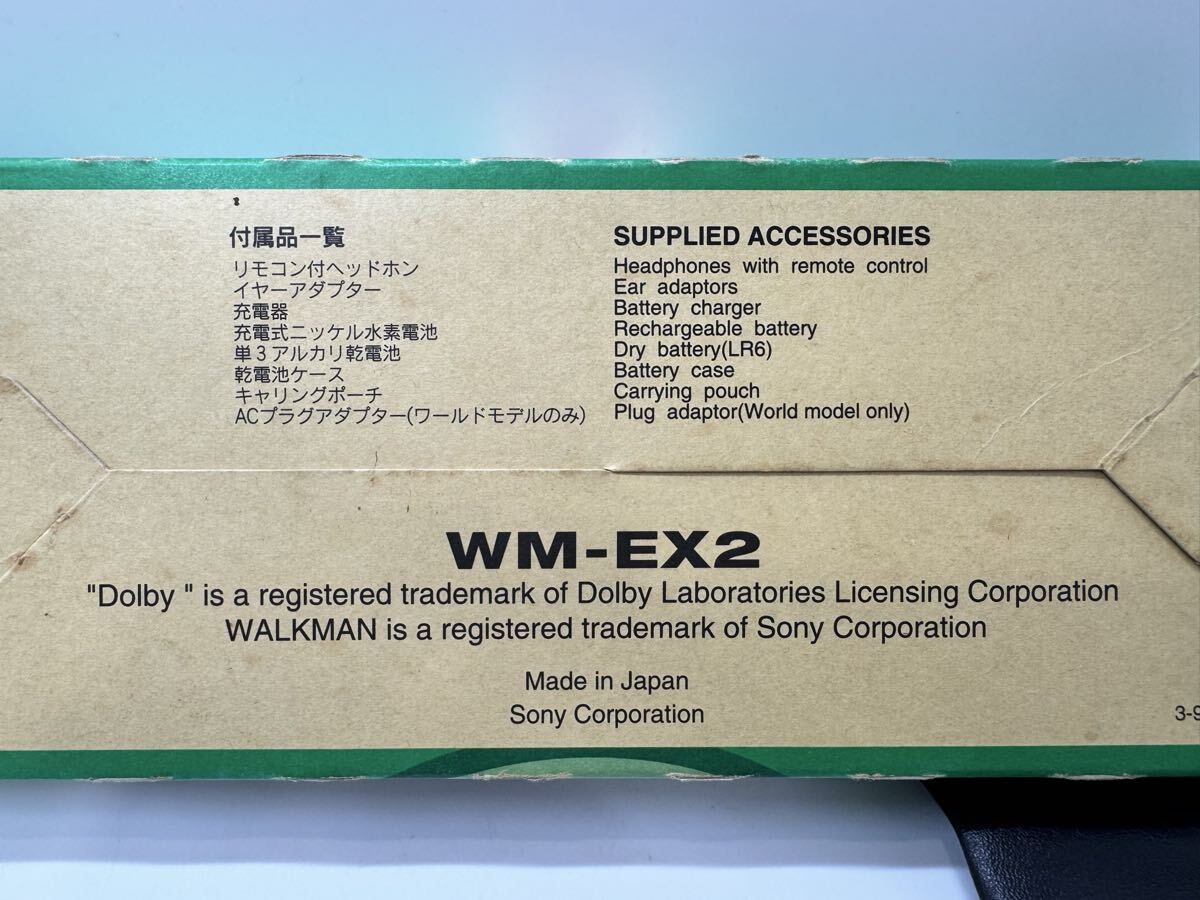 付属品一覧
リモコン付ヘッドホン
イヤーアダプター
充電器
充電式ニッケル水素電池
単3アルカリ乾電池
乾電池ケース
キャリングポーチ
ACプラグアダプター(ワールドモデルのみ)
SUPPLIED ACCESSORIES
Headphones with remote control
Ear adaptors
Battery charger
Rechargeable battery
Dry battery(LR6)
Battery case
Carrying pouch
Plug adaptor(World model only)
WM-EX2
"Dolby " is a registered trademark of Dolby Laboratories Licensing Corporation
WALKMAN is a registered trademark of Sony Corporation
Made in Japan
Sony Corporation